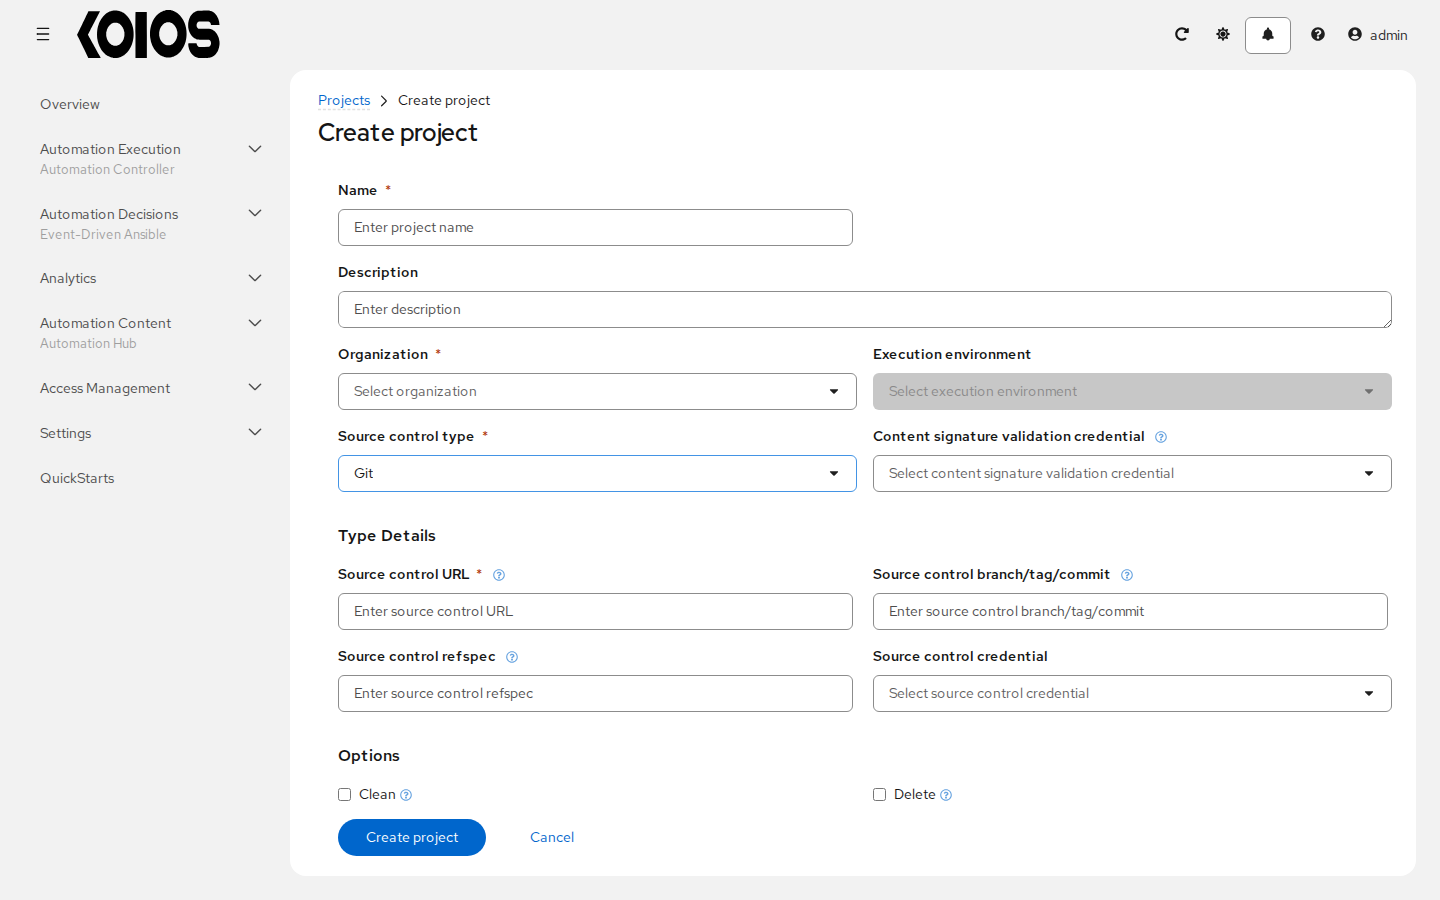 KOIOS
admin
Overview
Automation Execution
Automation Controller
Automation Decisions
Event-Driven Ansible
Analytics
Automation Content
Automation Hub
Access Management
Settings
QuickStarts
Projects > Create project
Create project
Name *
Enter project name
Description
Enter description
Organization * Execution environment
Select organization Select execution environment
Source control type * Content signature validation credential
Git Select content signature validation credential
Type Details
Source control URL * Source control branch/tag/commit
Enter source control URL Enter source control branch/tag/commit
Source control refspec Source control credential
Enter source control refspec Select source control credential
Options
Clean Delete
Create project Cancel